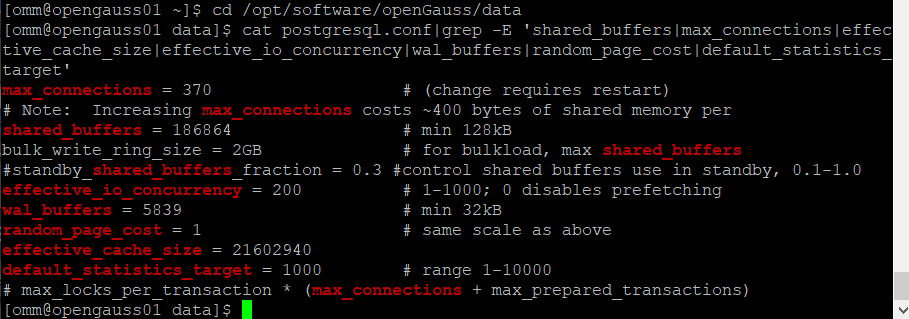 [omm@opengauss01 ~]$ cd /opt/software/openGauss/data
[omm@opengauss01 data]$ cat postgresql.conf|grep -E 'shared_buffers|max_connections|effec
tive_cache_size|effective_io_concurrency|wal_buffers|random_page_cost|default_statistics_
target'
max_connections = 370                   # (change requires restart)
# Note:  Increasing max_connections costs ~400 bytes of shared memory per
shared_buffers = 186864                 # min 128kB
bulk_write_ring_size = 2GB              # for bulkload, max shared_buffers
#standby_shared_buffers_fraction = 0.3 #control shared buffers use in standby, 0.1-1.0
effective_io_concurrency = 200          # 1-1000; 0 disables prefetching
wal_buffers = 5839                      # min 32kB
random_page_cost = 1                    # same scale as above
effective_cache_size = 21602940
default_statistics_target = 1000        # range 1-10000
# max_locks_per_transaction * (max_connections + max_prepared_transactions)
[omm@opengauss01 data]$